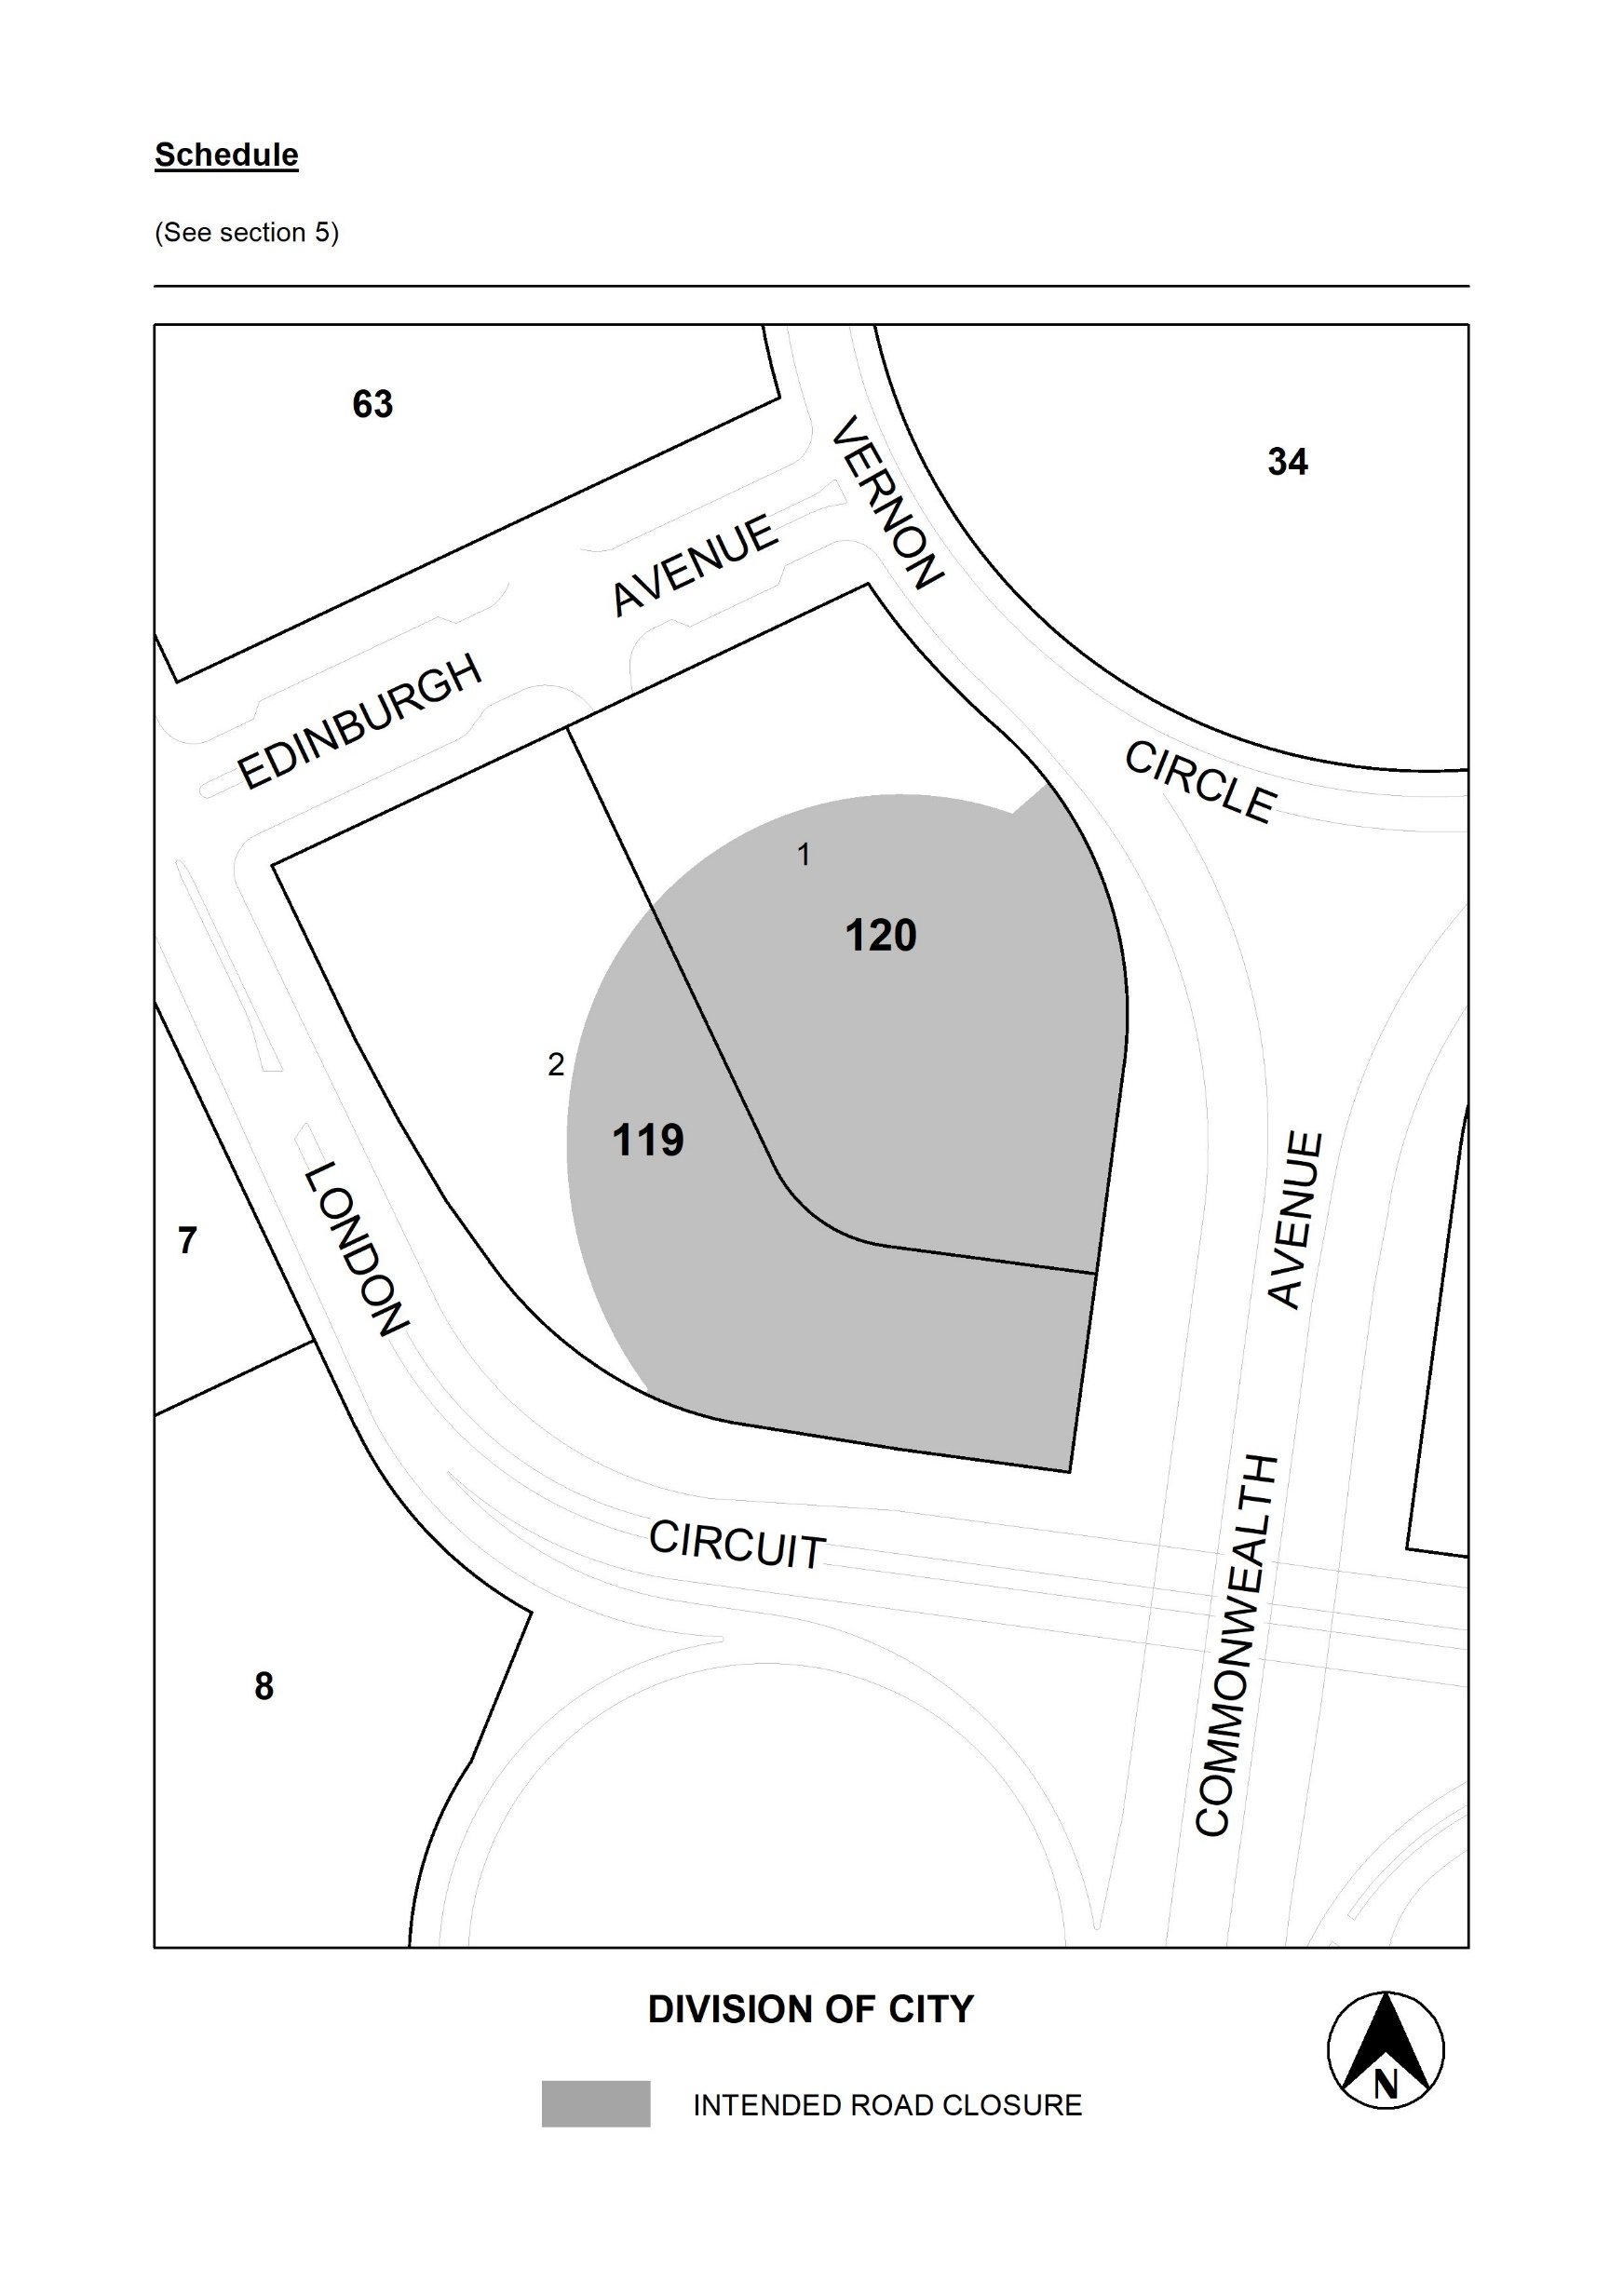 Schedule
(See section 5)
63
34
VERNON
AVENUE
EDINBURGH
CIRCLE
1
120
2
119
AVENUE
LONDON
7
CIRCUIT
COMMONWEALTH
8
DIVISION OF CITY
INTENDED ROAD CLOSURE
N